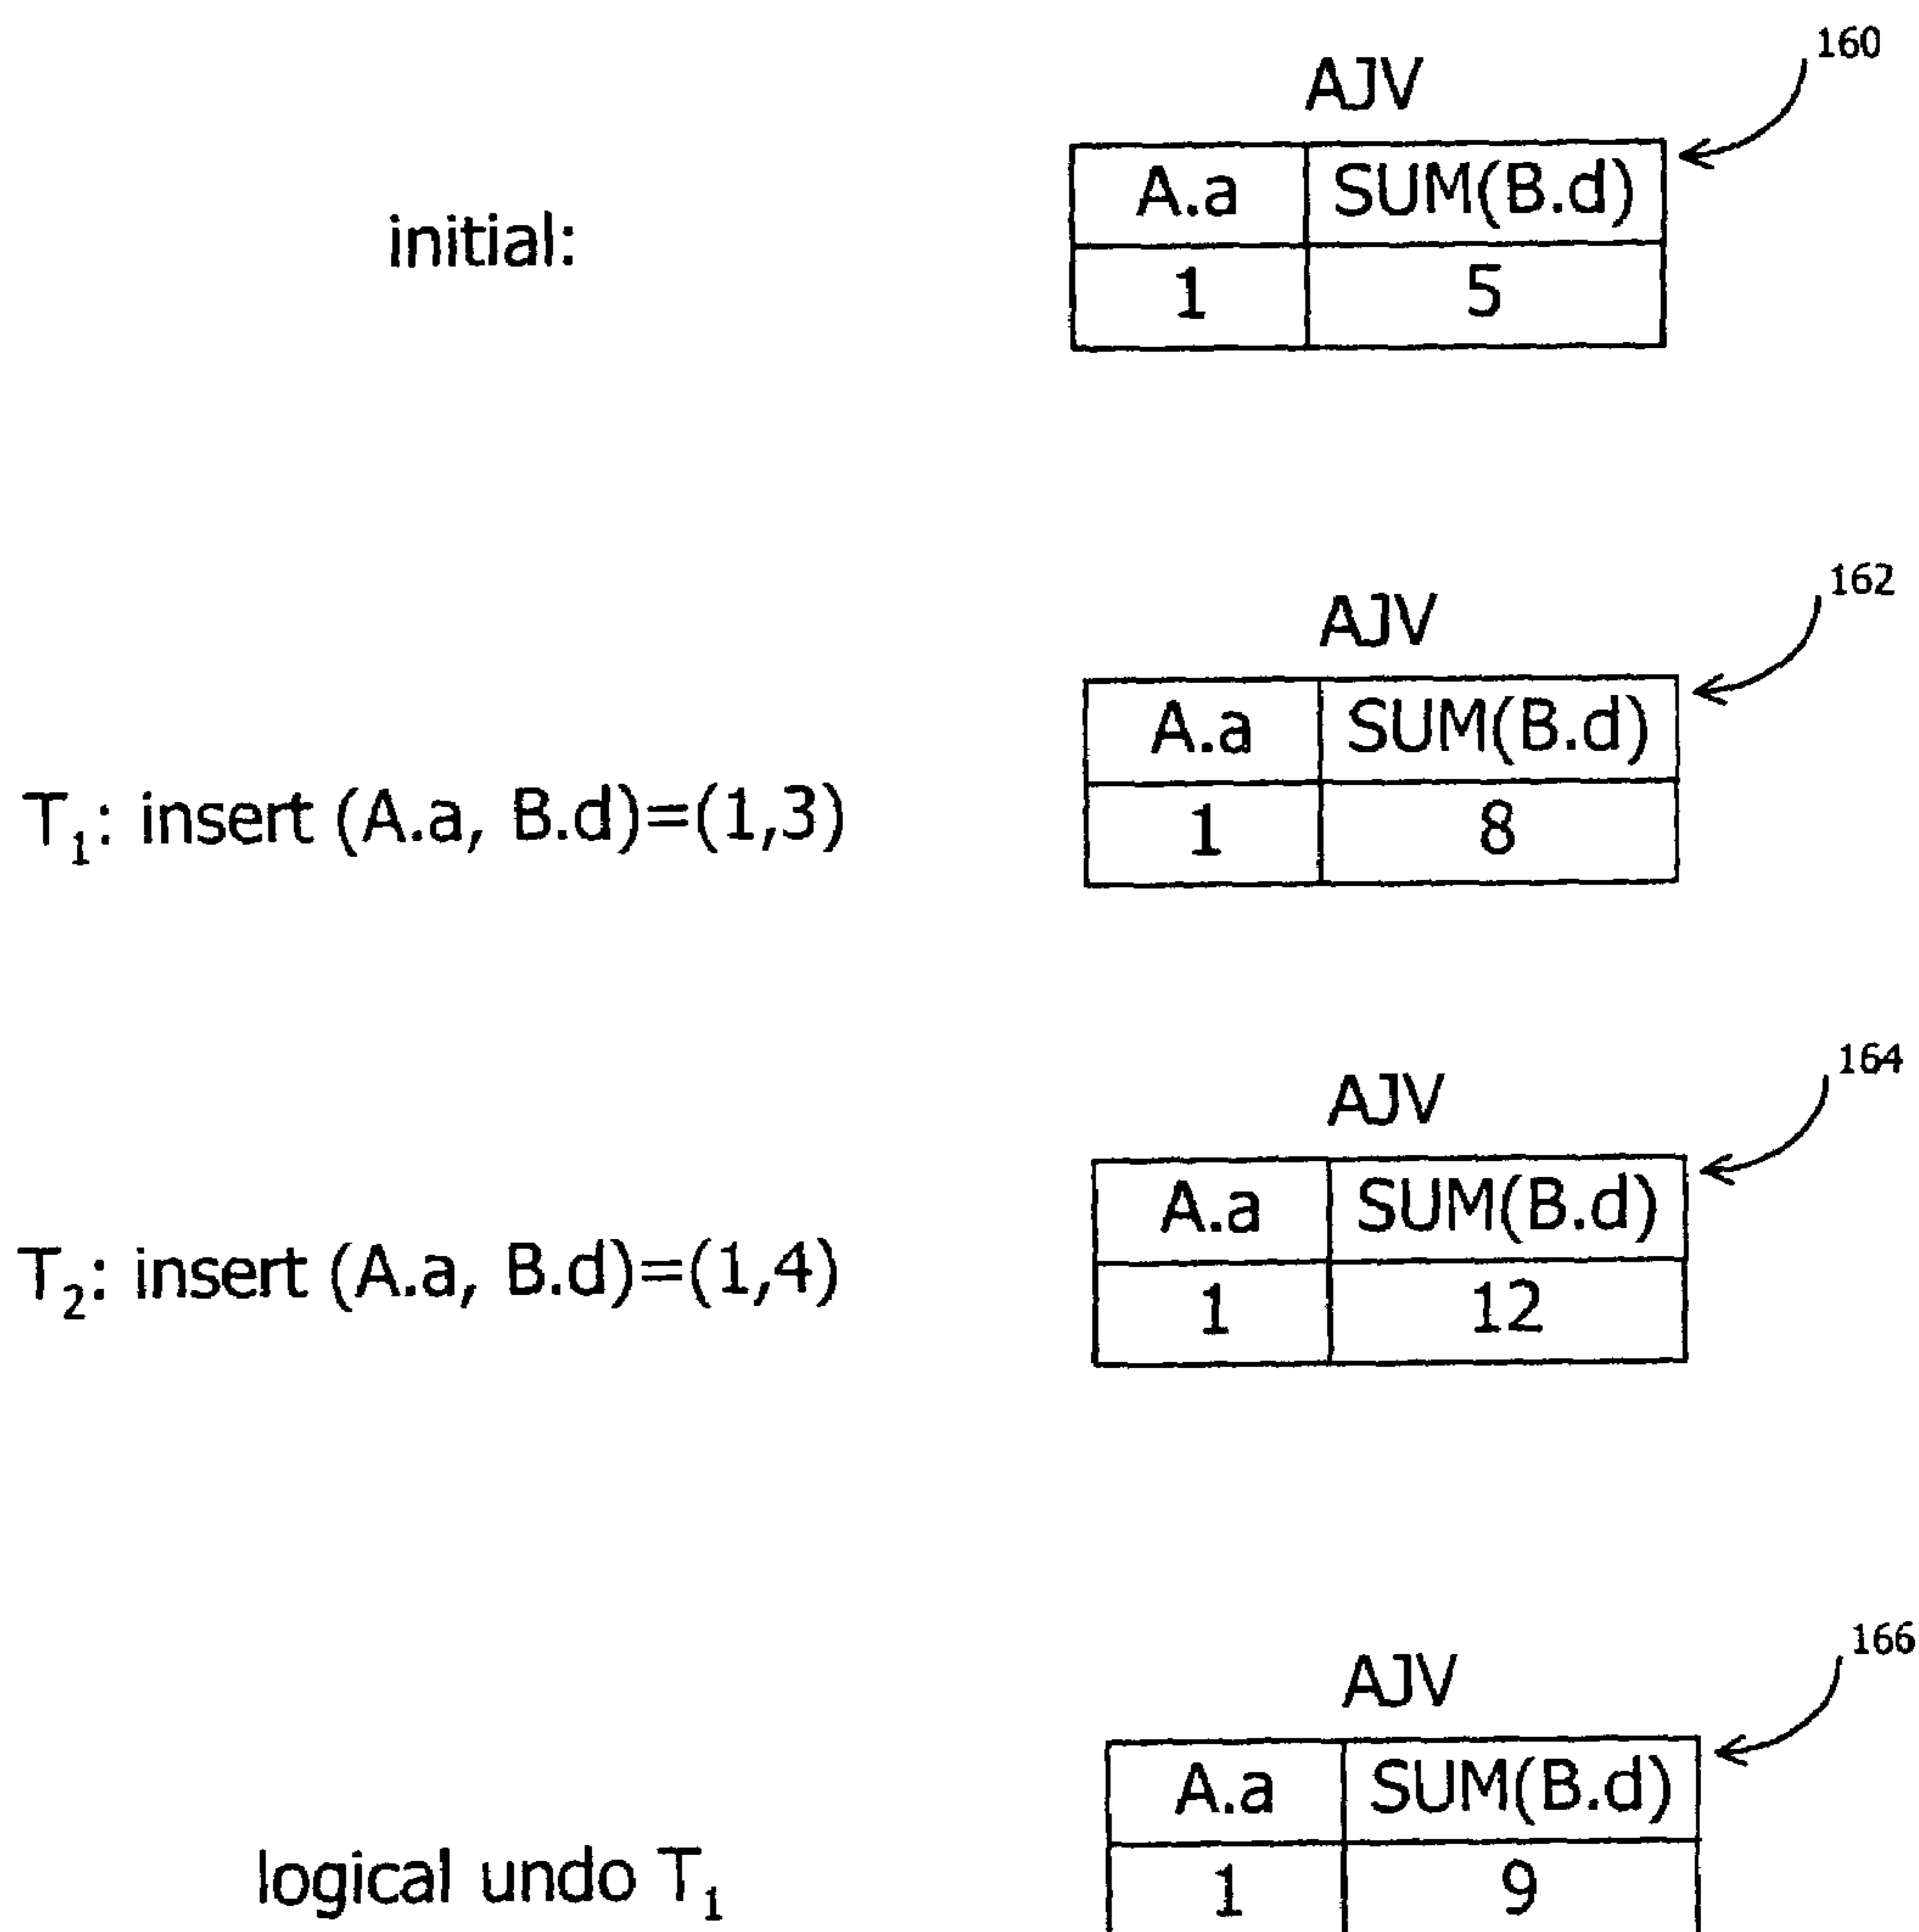 160
AJV
A.a SUM(B.d)
initial:
1 5
162
AJV
A.a SUM(B.d)
T1: insert (A.a, B.d)=(1,3)
1 8
164
AJV
A.a SUM(B.d)
T2: insert (A.a, B.d)=(1,4)
1 12
166
AJV
A.a SUM(B.d)
logical undo T1
1 9